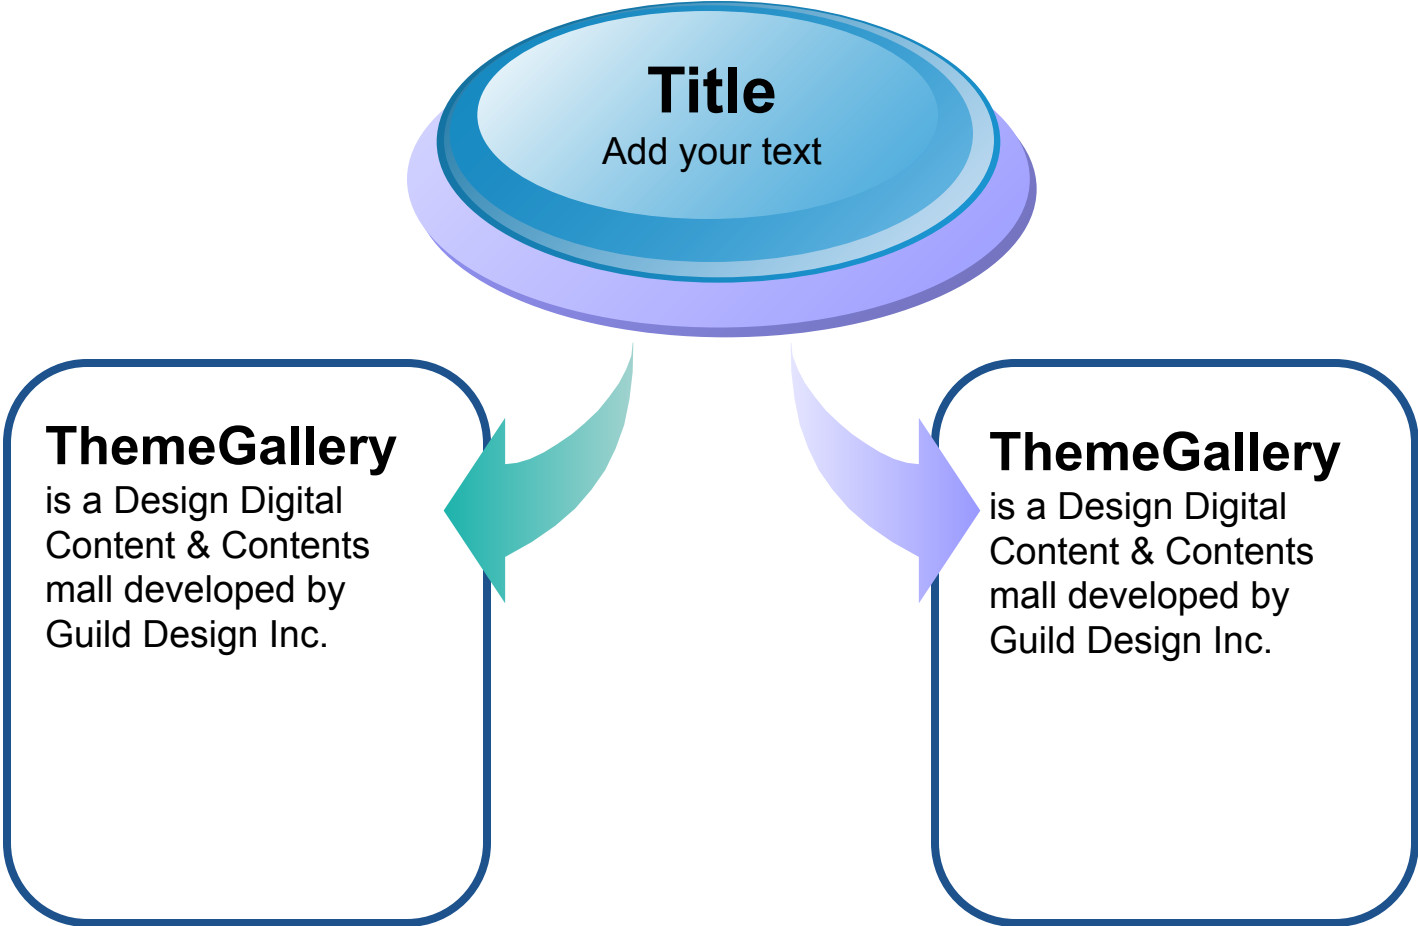 Title
Add your text
ThemeGallery
is a Design Digital
Content & Contents
mall developed by
Guild Design Inc.
ThemeGallery
is a Design Digital
Content & Contents
mall developed by
Guild Design Inc.